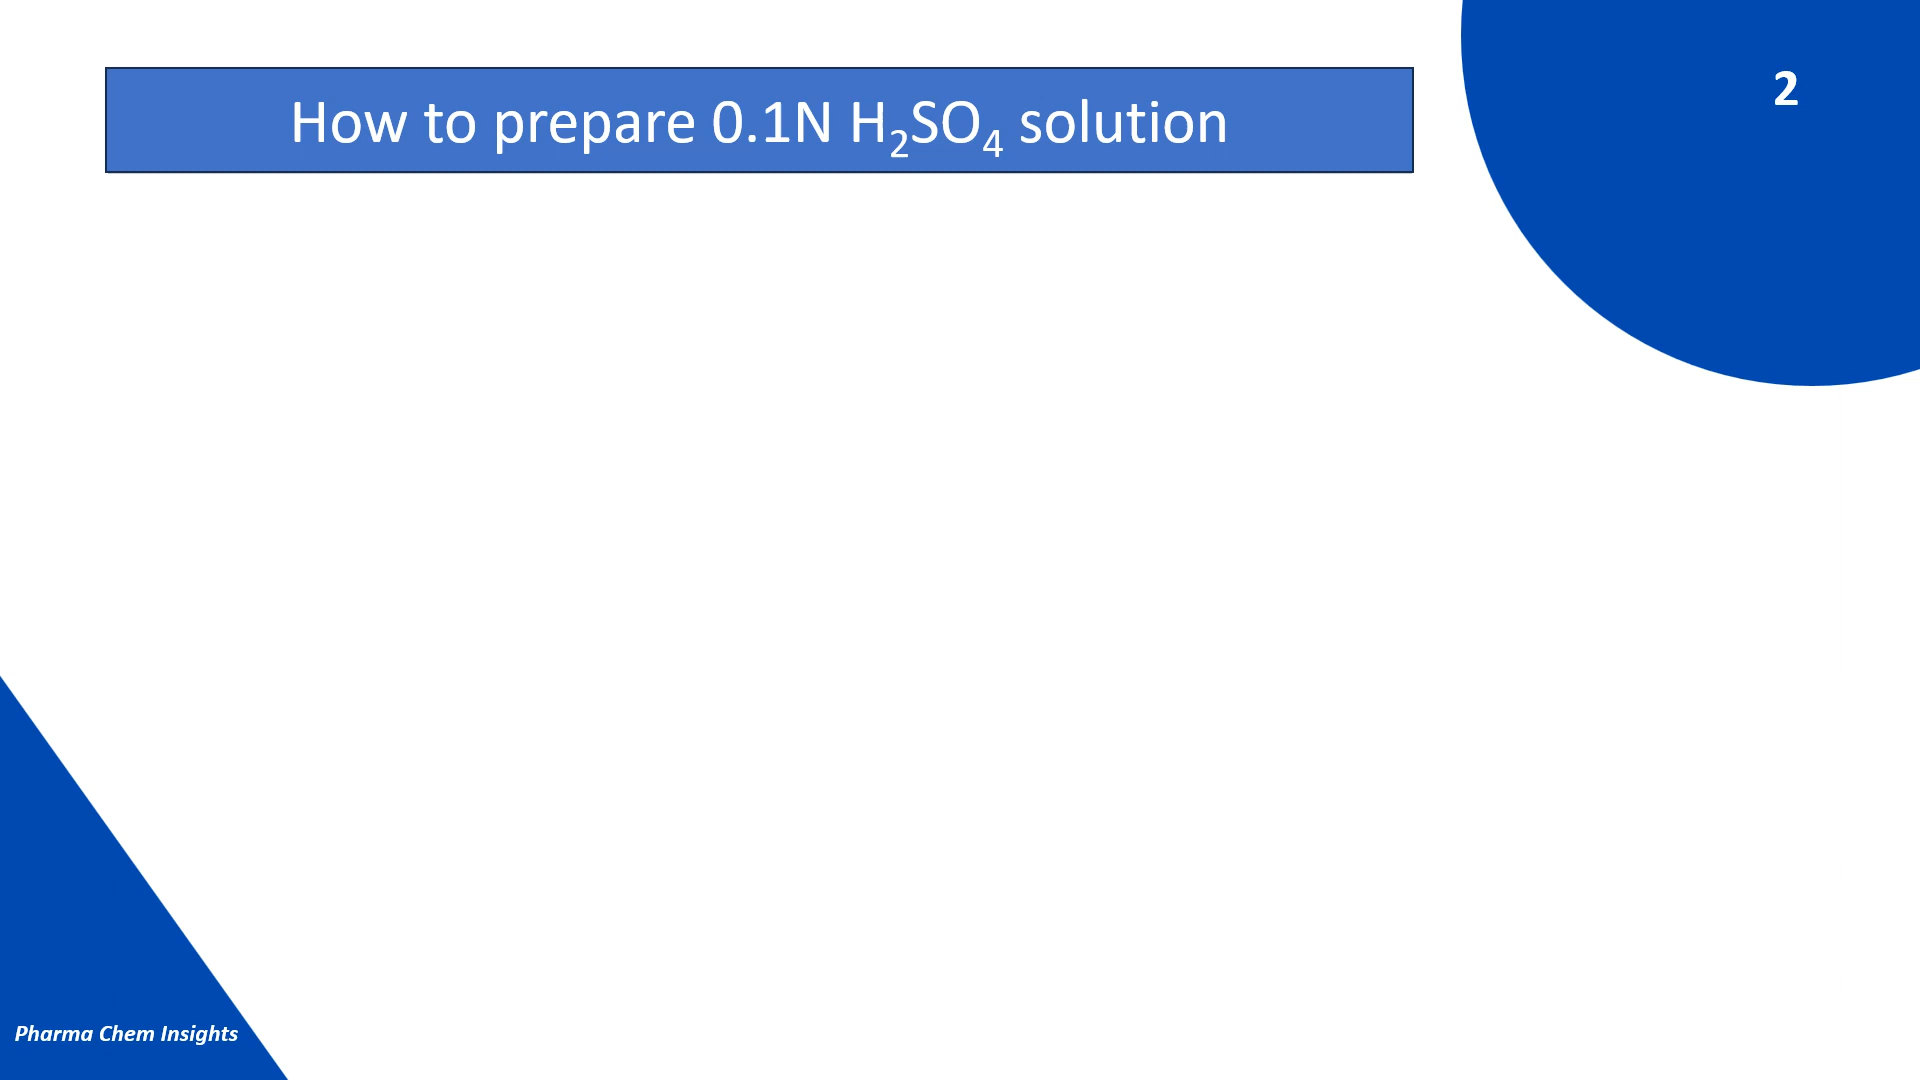 How to prepare 0.1N H₂SO₄ solution
2
Pharma Chem Insights